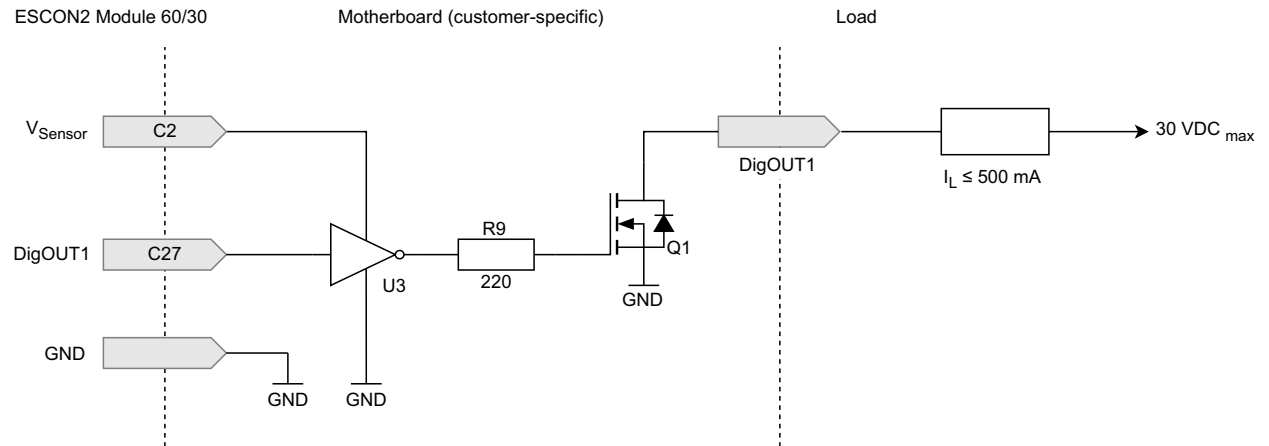 ESCON2 Module 60/30
Motherboard (customer-specific)
Load
VSensor
C2
DigOUT1
30 VDC max
IL ≤ 500 mA
DigOUT1
C27
U3
R9
220
Q1
GND
GND
GND
GND